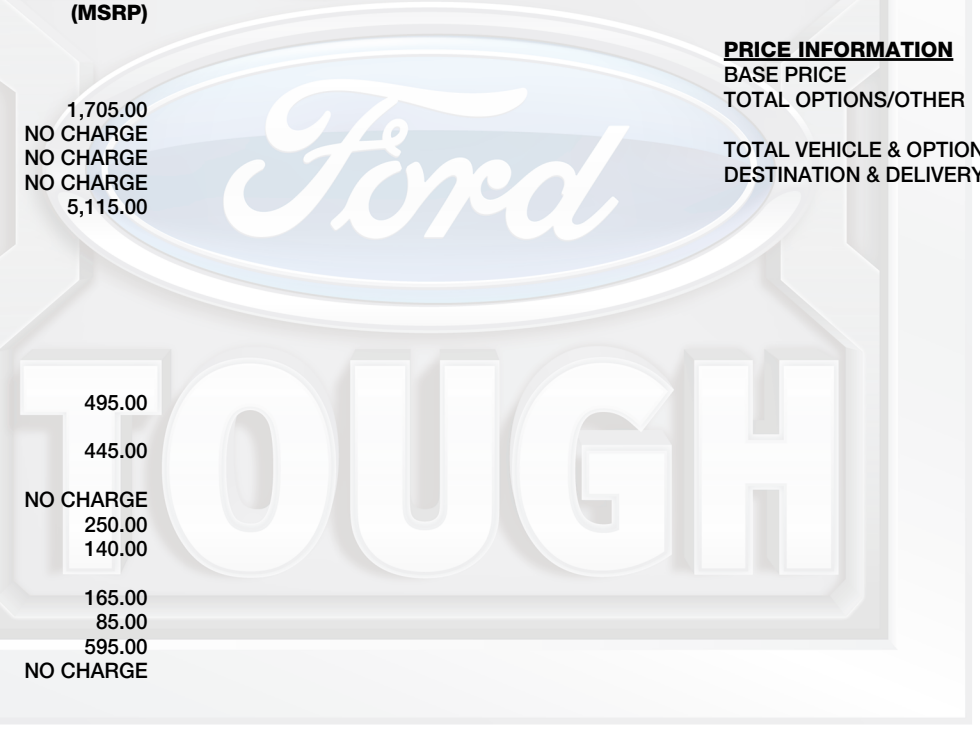 (MSRP)
1,705.00
NO CHARGE
NO CHARGE
NO CHARGE
5,115.00
495.00
445.00
NO CHARGE
250.00
140.00
165.00
85.00
595.00
NO CHARGE
PRICE INFORMATION
BASE PRICE
TOTAL OPTIONS/OTHER
TOTAL VEHICLE & OPTION
DESTINATION & DELIVERY
Ford
TOUGH